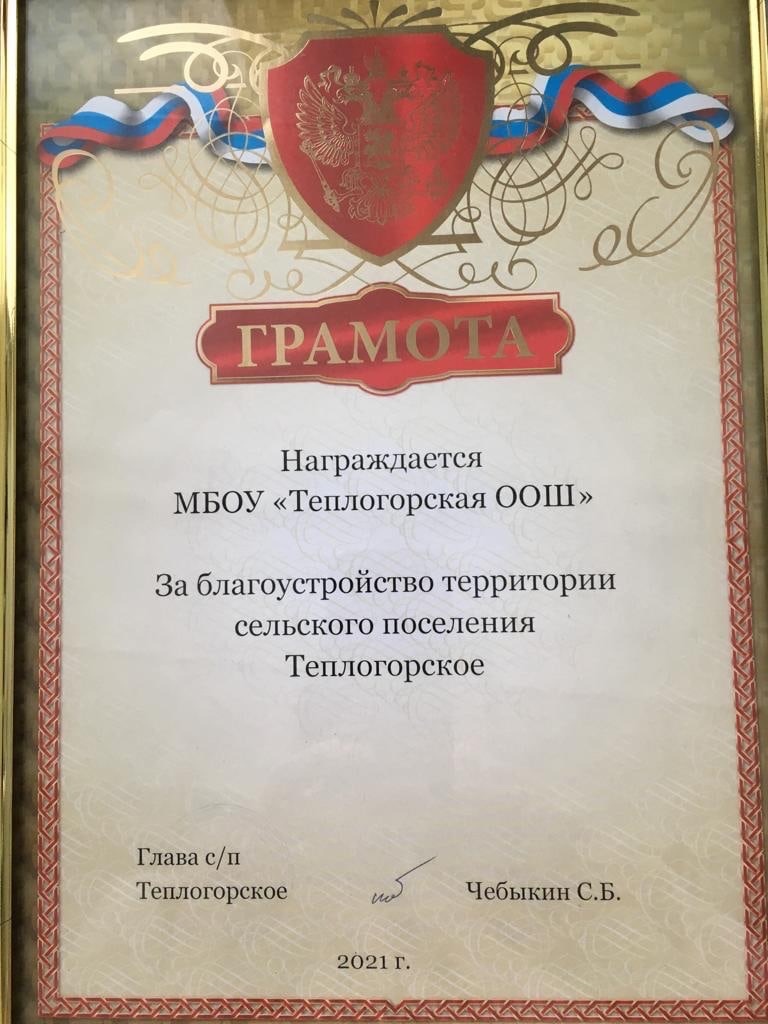 ГРАМОТА
Награждается
МБОУ «Теплогорская ООШ»
За благоустройство территории
сельского поселения
Теплогорское
Глава с/п
Теплогорское Чебыкин С.Б.
2021 г.